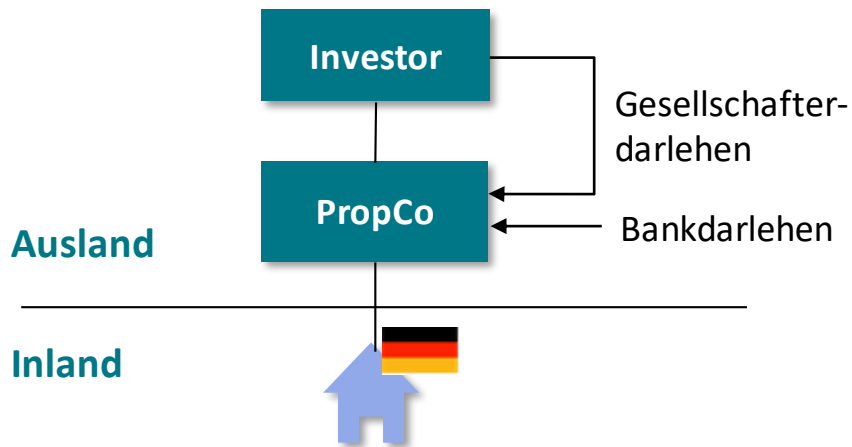 Investor
Gesellschafter-
darlehen
PropCo
Bankdarlehen
Ausland
Inland